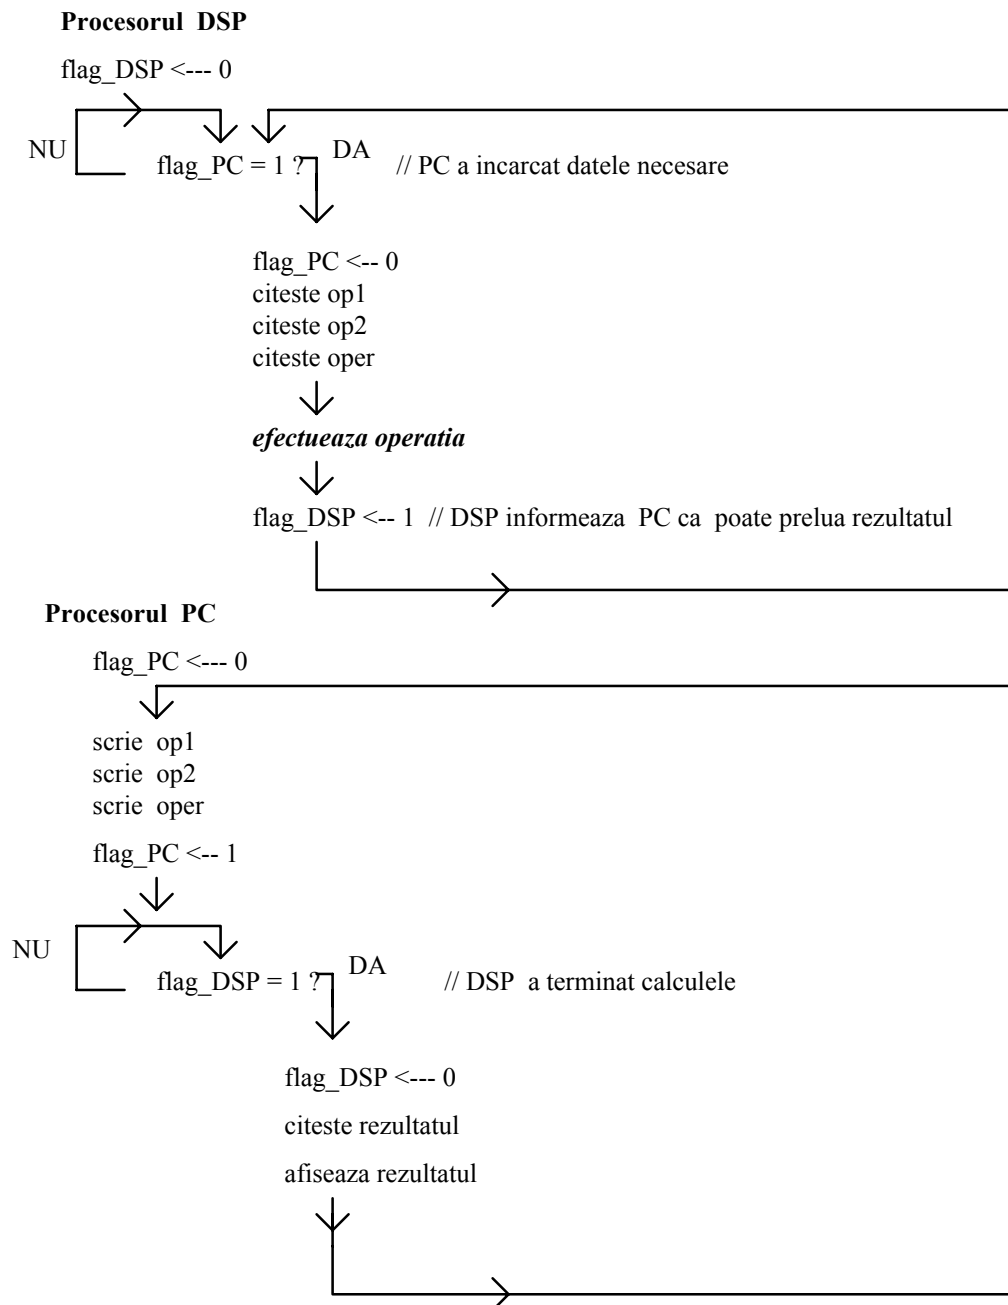 Procesorul DSP
flag_DSP <--- 0
NU
flag_PC = 1 ? DA // PC a incarcat datele necesare
flag_PC <-- 0
citeste op1
citeste op2
citeste oper
efectueaza operatia
flag_DSP <-- 1 // DSP informeaza PC ca poate prelua rezultatul
Procesorul PC
flag_PC <--- 0
scrie op1
scrie op2
scrie oper
flag_PC <-- 1
NU
flag_DSP = 1 ? DA // DSP a terminat calculele
flag_DSP <--- 0
citeste rezultatul
afiseaza rezultatul